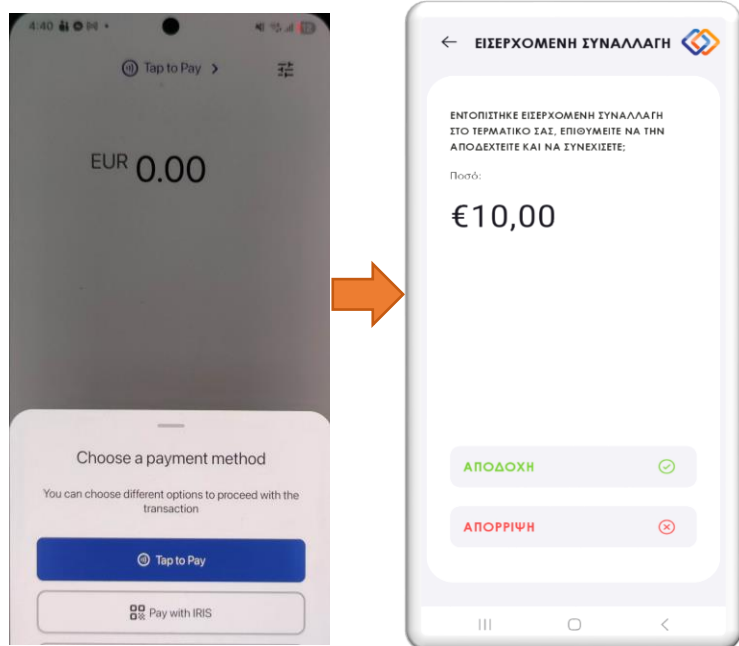 4:40
Tap to Pay >
EUR 0.00
Choose a payment method
You can choose different options to proceed with the
transaction
Tap to Pay
Pay with IRIS
ΕΙΣΕΡΧΟΜΕΝΗ ΣΥΝΑΛΛΑΓΗ
ΕΝΤΟΠΙΣΤΗΚΕ ΕΙΣΕΡΧΟΜΕΝΗ ΣΥΝΑΛΛΑΓΗ
ΣΤΟ ΤΕΡΜΑΤΙΚΟ ΣΑΣ, ΕΠΙΘΥΜΕΙΤΕ ΝΑ ΤΗΝ
ΑΠΟΔΕΧΤΕΙΤΕ ΚΑΙ ΝΑ ΣΥΝΕΧΙΣΕΤΕ;
Ποσό:
€10,00
ΑΠΟΔΟΧΗ
ΑΠΟΡΡΙΨΗ